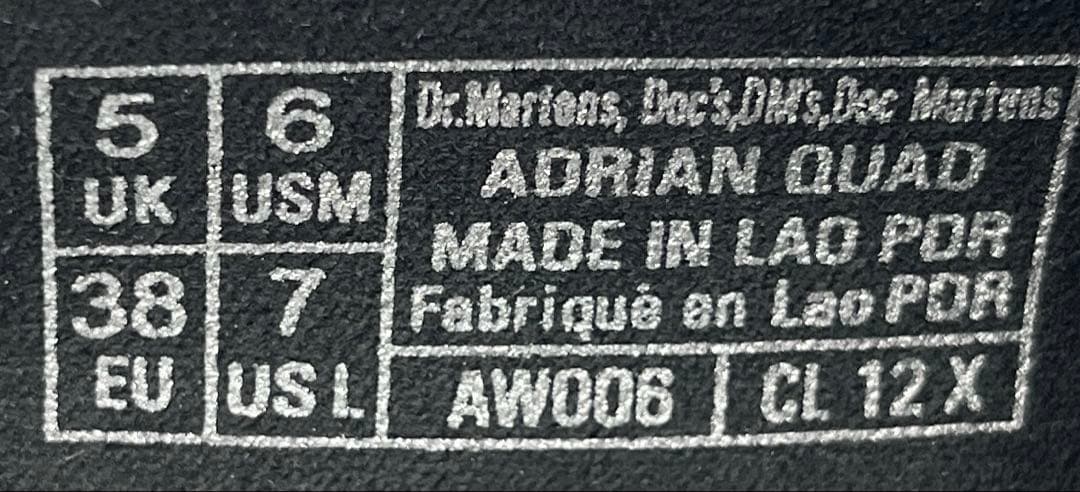 5
UK
6
USM
38
EU
7
US L
Dr.Martens, Doc's,DM's,Doc Martens
ADRIAN QUAD
MADE IN LAO PDR
Fabriqué en Lao PDR
AW006
CL 12 X